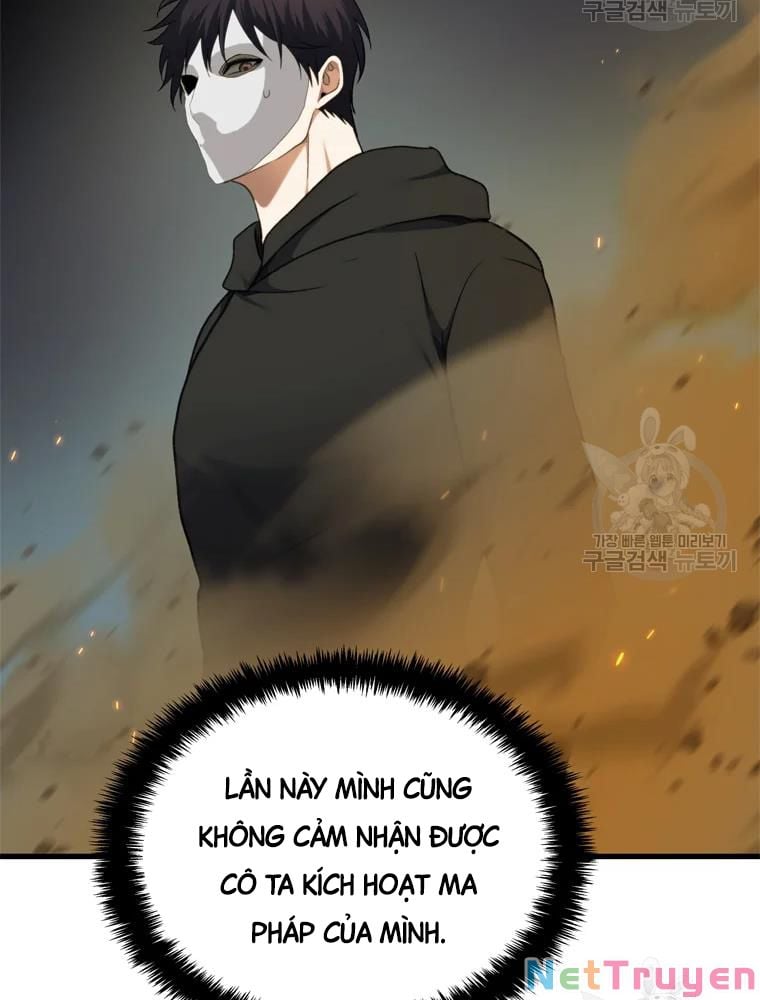 구글검색 뉴토끼
가장 빠른 웹툰 미리보기
구글검색 뉴토끼
LẦN NÀY MÌNH CŨNG
KHÔNG CẢM NHẬN ĐƯỢC
CÔ TA KÍCH HOẠT MA
PHÁP CỦA MÌNH.
NetTruyen